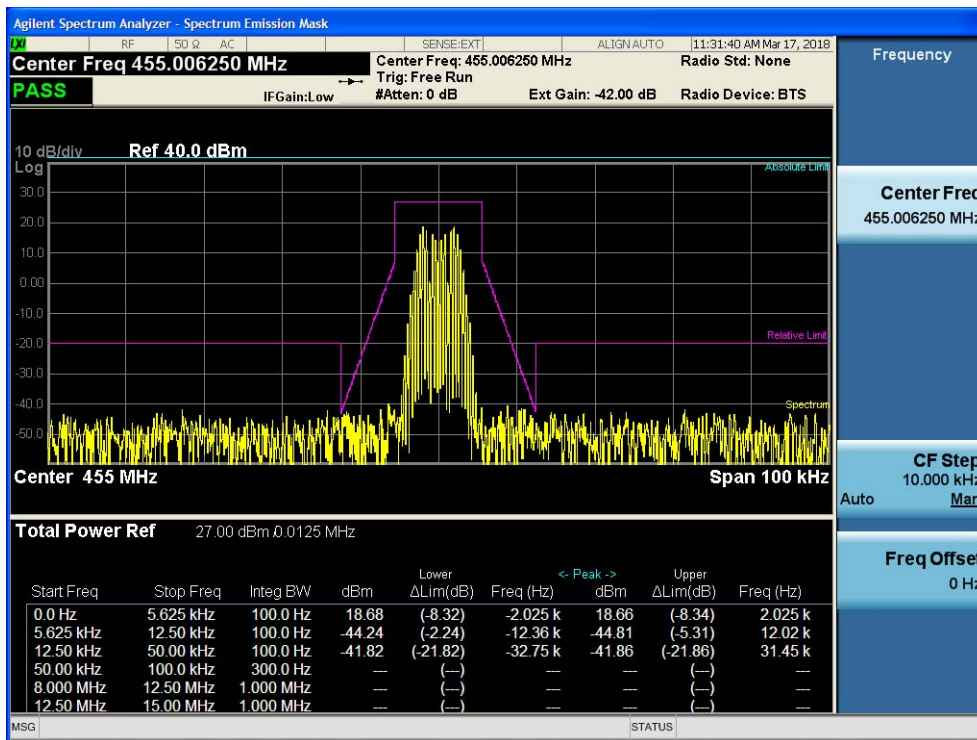 Agilent Spectrum Analyzer - Spectrum Emission Mask
LXI RF 50 Ω AC SENSE:EXT ALIGN AUTO 11:31:40 AM Mar 17, 2018
Center Freq 455.006250 MHz Center Freq: 455.006250 MHz Radio Std: None
Trig: Free Run
PASS IFGain:Low #Atten: 0 dB Ext Gain: -42.00 dB Radio Device: BTS
10 dB/div Ref 40.0 dBm
Log Absolute Limit
30.0
20.0
10.0
0.00
-10.0
Relative Limit
-20.0
-30.0
-40.0 Spectrum
-50.0
Center 455 MHz Span 100 kHz
Total Power Ref 27.00 dBm / 0.0125 MHz
Lower <- Peak -> Upper
Start Freq Stop Freq Integ BW dBm ΔLim(dB) Freq (Hz) dBm ΔLim(dB) Freq (Hz)
0.0 Hz 5.625 kHz 100.0 Hz 18.68 (-8.32) -2.025 k 18.66 (-8.34) 2.025 k
5.625 kHz 12.50 kHz 100.0 Hz -44.24 (-2.24) -12.36 k -44.81 (-5.31) 12.02 k
12.50 kHz 50.00 kHz 100.0 Hz -41.82 (-21.82) -32.75 k -41.86 (-21.86) 31.45 k
50.00 kHz 100.0 kHz 300.0 Hz --- (---) --- --- (---) ---
8.000 MHz 12.50 MHz 1.000 MHz --- (---) --- --- (---) ---
12.50 MHz 15.00 MHz 1.000 MHz --- (---) --- --- (---) ---
MSG STATUS
Frequency
Center Freq
455.006250 MHz
CF Step
10.000 kHz
Auto Man
Freq Offset
0 Hz